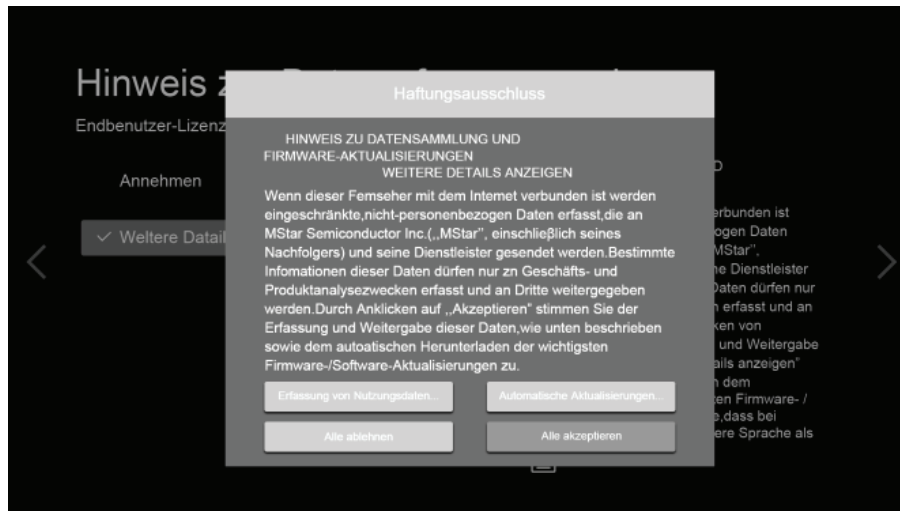 Hinweis z
Endbenutzer-Lizenz
Annehmen
Weltere Datail
Haftungsausschluss
HINWEIS ZU DATENSAMMLUNG UND
FIRMWARE-AKTUALISIERUNGEN
WEITERE DETAILS ANZEIGEN
Wenn dieser Femseher mit dem Internet verbunden ist werden
eingeschränkte,nicht-personenbezogen Daten erfasst,die an
MStar Semiconductor Inc.(,,MStar", einschlieβlich seines
Nachfolgers) und seine Dienstleister gesendet werden.Bestimmte
Infomationen dieser Daten dürfen nur zn Geschäfts- und
Produktanalysezwecken erfasst und an Dritte weitergegeben
werden.Durch Anklicken auf ,,Akzeptieren" stimmen Sie der
Erfassung und Weitergabe dieser Daten,wie unten beschrieben
sowie dem autoatischen Herunterladen der wichtigsten
Firmware-/Software-Aktualisierungen zu.
Erfassung von Nutzungsdaten...
Automatische Aktualisierungen...
Alle ablehnen
Alle akzeptieren
D
erbunden ist
ogen Daten
MStar",
ne Dienstleister
Daten dürfen nur
n erfasst und an
ken von
und Weitergabe
ails anzeigen"
n dem
ten Firmware- /
e,dass bei
ere Sprache als